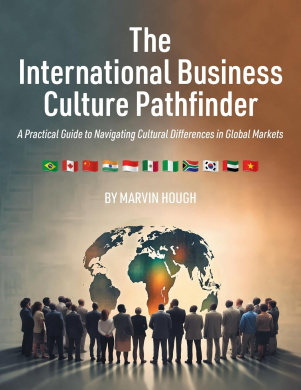 The
International Business
Culture Pathfinder
A Practical Guide to Navigating Cultural Differences in Global Markets
BY MARVIN HOUGH